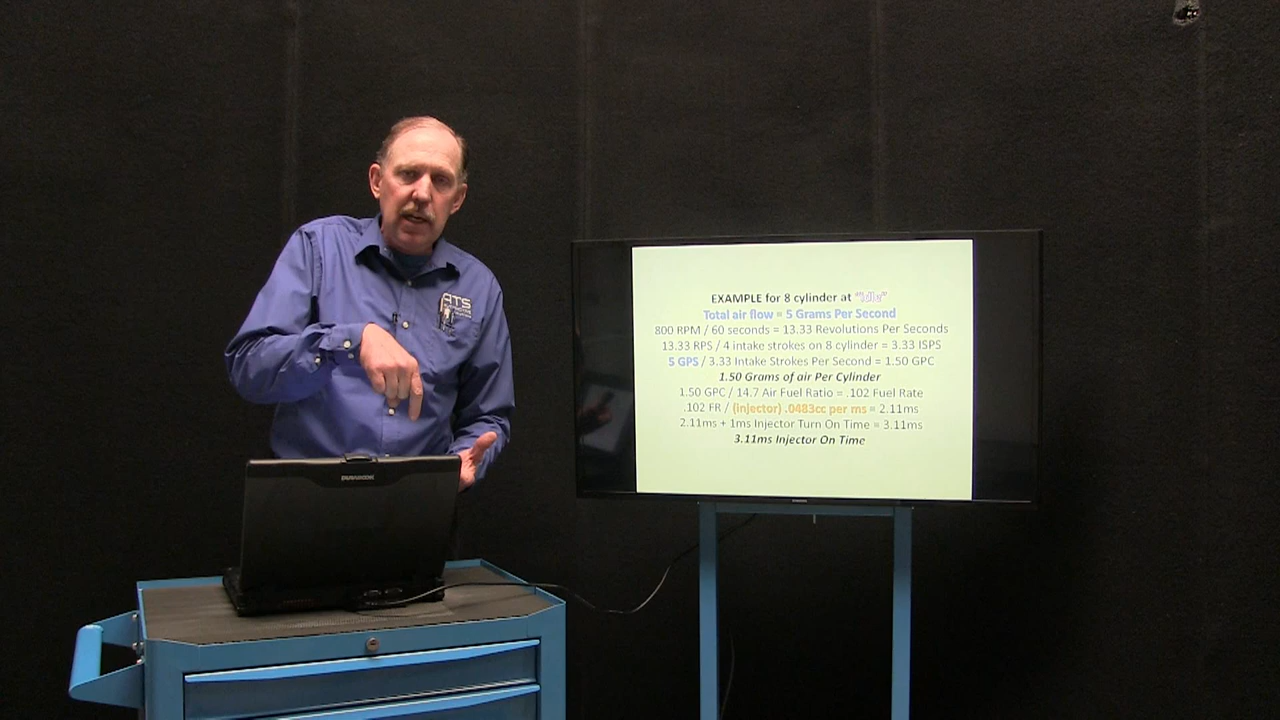 ATS
DURABOOK
EXAMPLE for 8 cylinder at "Idle"
Total air flow = 5 Grams Per Second
800 RPM / 60 seconds = 13.33 Revolutions Per Seconds
13.33 RPS / 4 intake strokes on 8 cylinder = 3.33 ISPS
5 GPS / 3.33 Intake Strokes Per Second = 1.50 GPC
1.50 Grams of air Per Cylinder
1.50 GPC / 14.7 Air Fuel Ratio = .102 Fuel Rate
.102 FR / (injector) .0483cc per ms = 2.11ms
2.11ms + 1ms Injector Turn On Time = 3.11ms
3.11ms Injector On Time